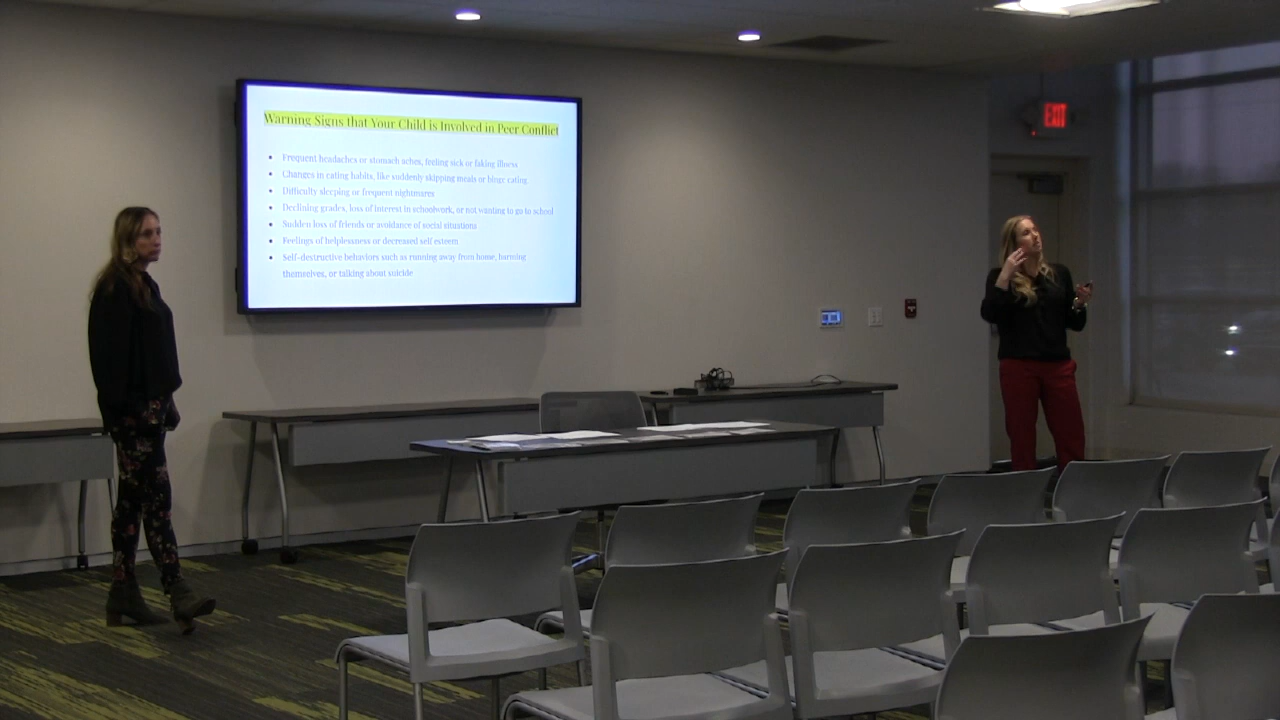 Warning Signs that Your Child is Involved in Peer Conflict
Frequent headaches or stomach aches, feeling sick or faking illness
Changes in eating habits, like suddenly skipping meals or binge eating
Difficulty sleeping or frequent nightmares
Declining grades, loss of interest in schoolwork, or not wanting to go to school
Sudden loss of friends or avoidance of social situations
Feelings of helplessness or decreased self esteem
Self-destructive behaviors such as running away from home, harming
themselves, or talking about suicide
EXIT